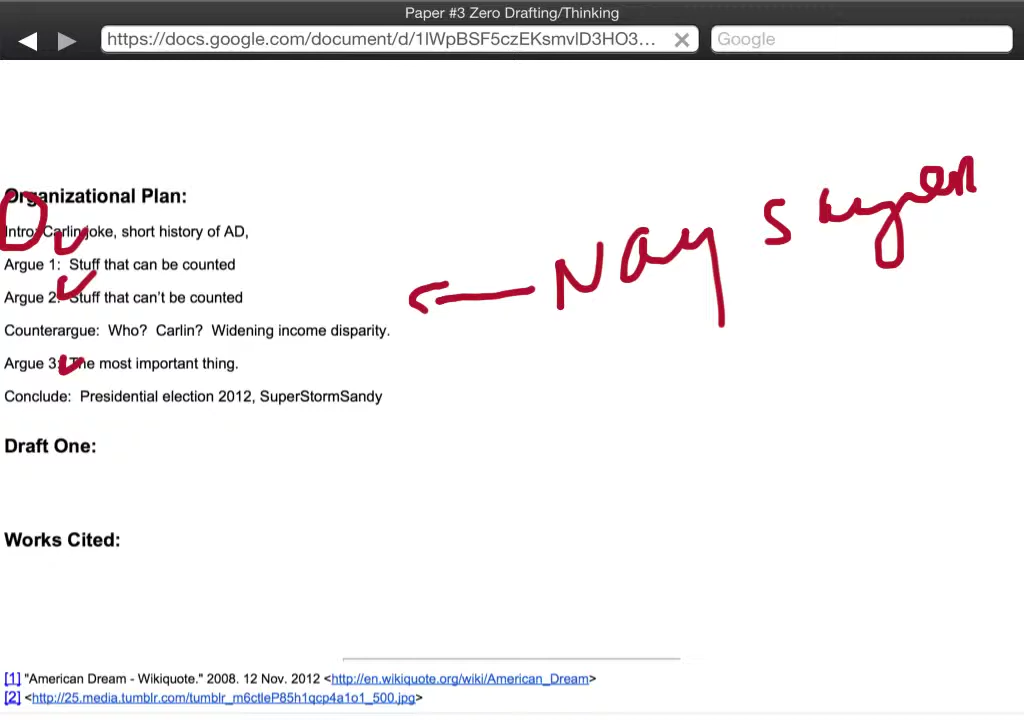 Paper #3 Zero Drafting/Thinking
https://docs.google.com/document/d/1lWpBSF5czEKsmvlD3HO3...
Google
Organizational Plan:
Intro: Carlin joke, short history of AD,
Argue 1: Stuff that can be counted
Argue 2: Stuff that can't be counted
Counterargue: Who? Carlin? Widening income disparity.
Argue 3: The most important thing.
Conclude: Presidential election 2012, SuperStormSandy
Nay
Draft One:
Works Cited:
[1] "American Dream - Wikiquote." 2008. 12 Nov. 2012 <http://en.wikiquote.org/wiki/American_Dream>
[2] <http://25.media.tumblr.com/tumblr_m6ctleP85h1qcp4a1o1_500.jpg>